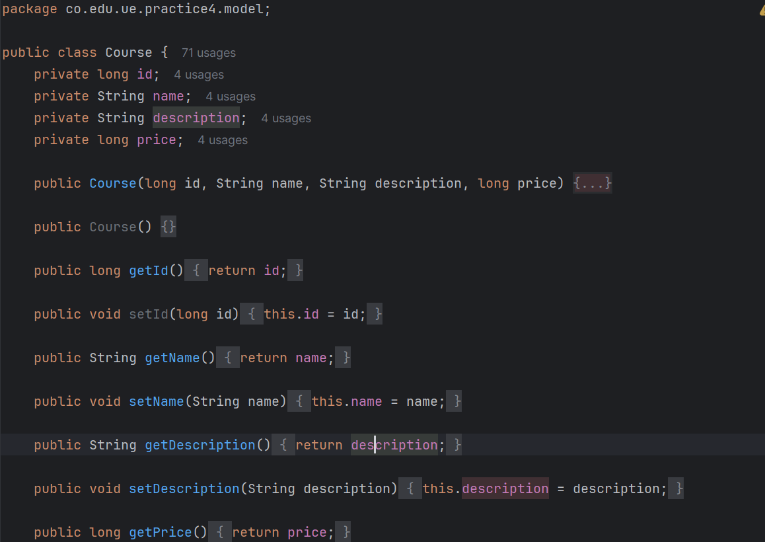 package co.edu.ue.practice4.model;
public class Course { 71 usages
private long id; 4 usages
private String name; 4 usages
private String description; 4 usages
private long price; 4 usages
public Course(long id, String name, String description, long price) {...}
public Course() {}
public long getId() { return id; }
public void setId(long id) { this.id = id; }
public String getName() { return name; }
public void setName(String name) { this.name = name; }
public String getDescription() { return description; }
public void setDescription(String description) { this.description = description; }
public long getPrice() { return price; }